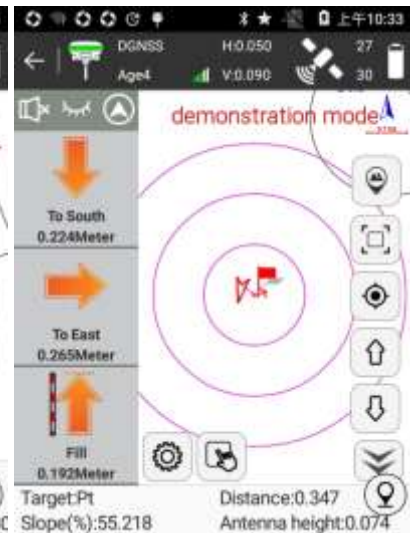 上午10:33
DGNSS H:0.050 27
Age4 V:0.090 30
demonstration mode
To South
0.224Meter
To East
0.265Meter
Fill
0.192Meter
Target:Pt Distance:0.347
Slope(%):55.218 Antenna height:0.074